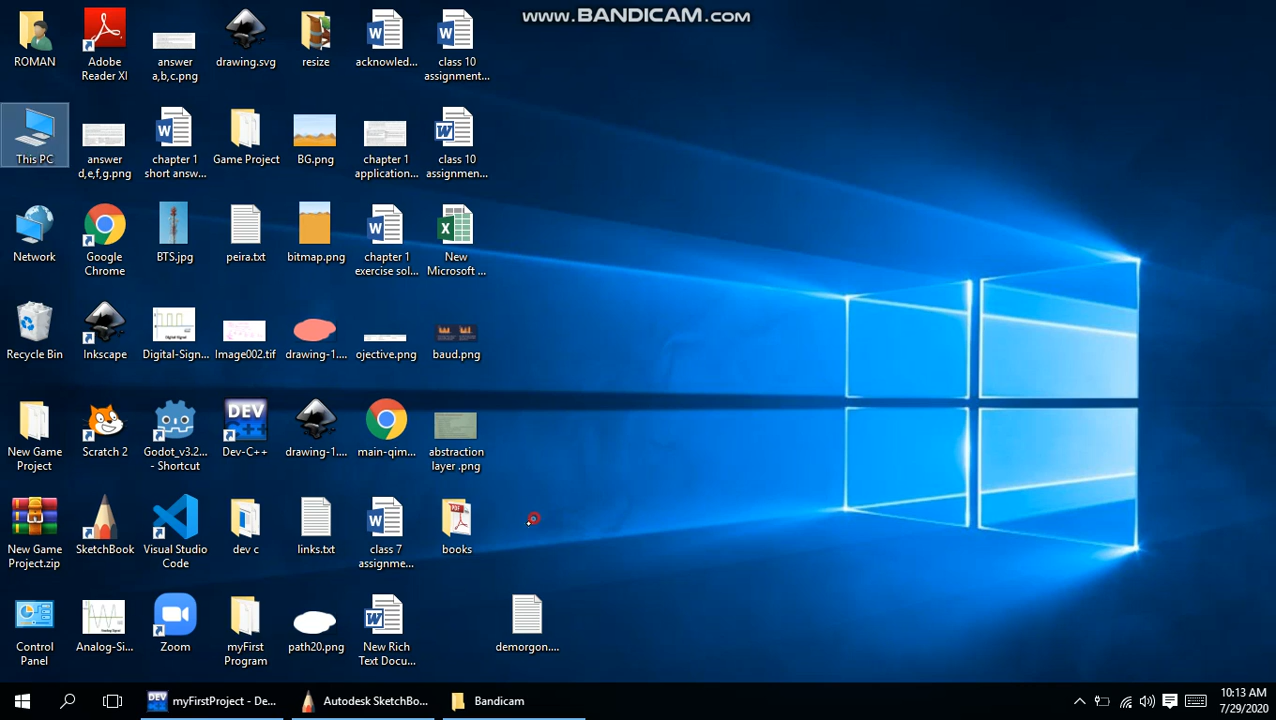 www.BANDICAM.com
ROMAN
Adobe
Reader XI
answer
a,b,c.png
drawing.svg
resize
acknowled...
class 10
assignment...
This PC
answer
d,e,f,g.png
chapter 1
short answ...
Game Project
BG.png
chapter 1
application...
class 10
assignmen...
Network
Google
Chrome
BTS.jpg
peira.txt
bitmap.png
chapter 1
exercise sol...
New
Microsoft ...
Recycle Bin
Inkscape
Digital-Sign...
Image002.tif
drawing-1....
ojective.png
baud.png
New Game
Project
Scratch 2
Godot_v3.2...
- Shortcut
Dev-C++
drawing-1....
main-qim...
abstraction
layer .png
New Game
Project.zip
SketchBook
Visual Studio
Code
dev c
links.txt
class 7
assignme...
books
Control
Panel
Analog-Si...
Zoom
myFirst
Program
path20.png
New Rich
Text Docu...
demorgon....
myFirstProject - De...
Autodesk SketchBo...
Bandicam
10:13 AM
7/29/2020